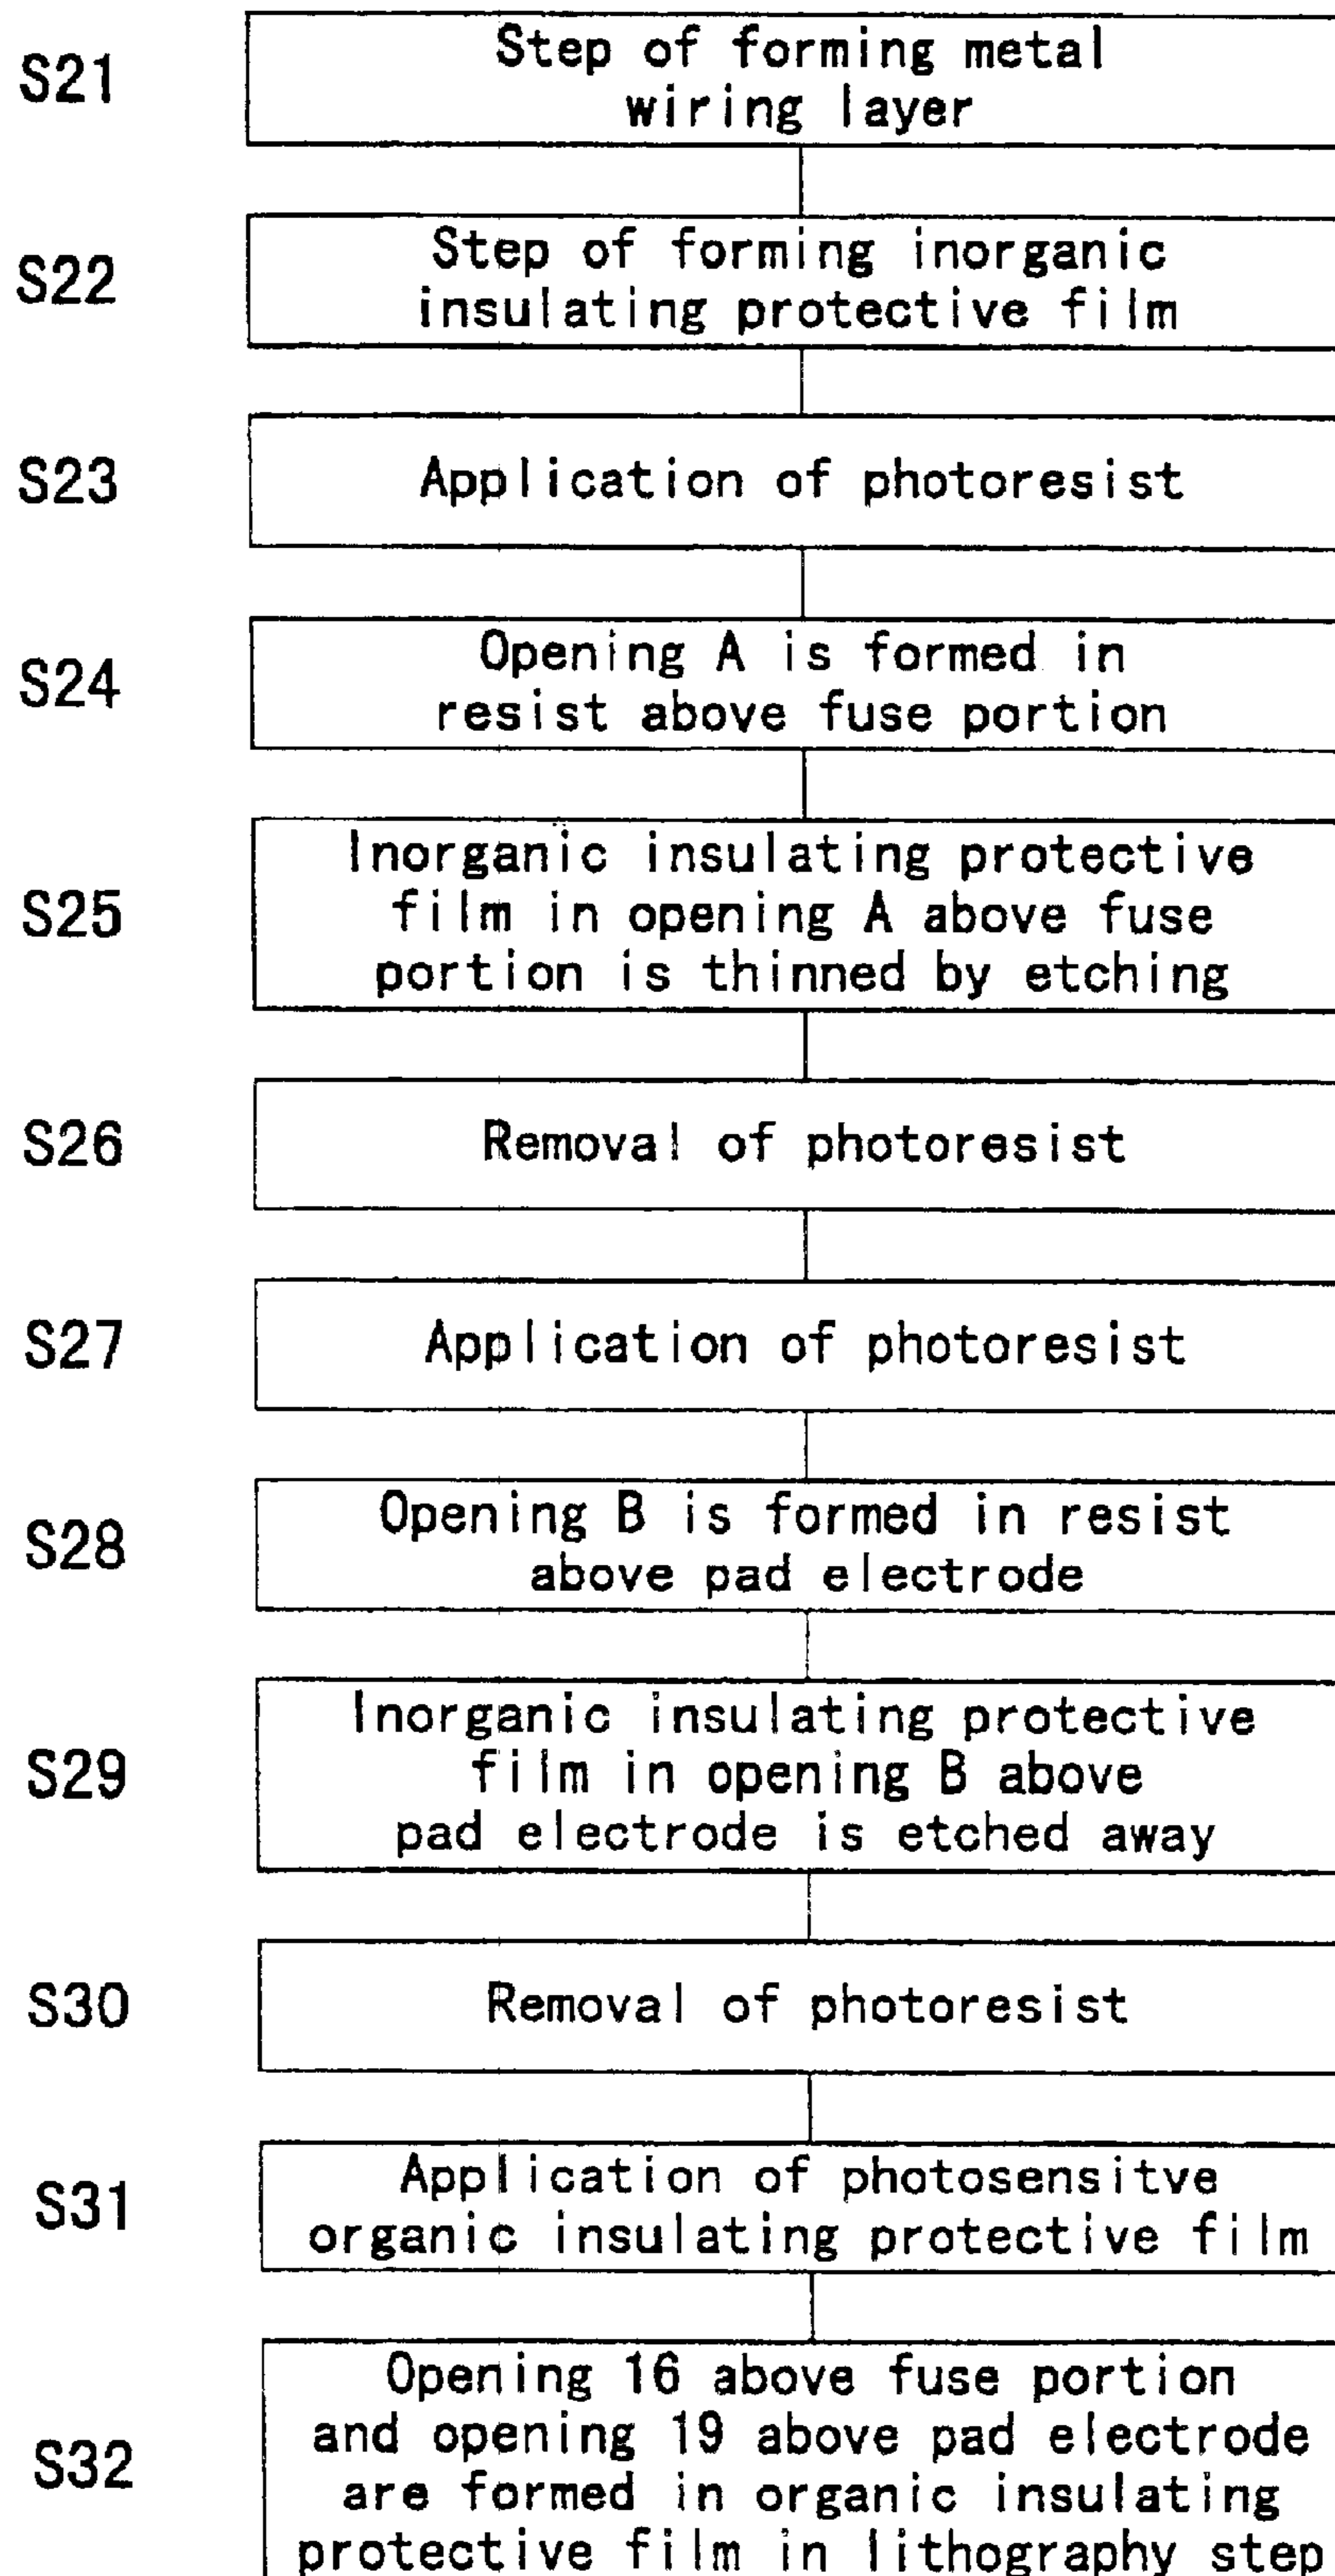 S21
Step of forming metal
wiring layer
S22
Step of forming inorganic
insulating protective film
S23
Application of photoresist
S24
Opening A is formed in
resist above fuse portion
S25
Inorganic insulating protective
film in opening A above fuse
portion is thinned by etching
S26
Removal of photoresist
S27
Application of photoresist
S28
Opening B is formed in resist
above pad electrode
S29
Inorganic insulating protective
film in opening B above
pad electrode is etched away
S30
Removal of photoresist
S31
Application of photosensitve
organic insulating protective film
S32
Opening 16 above fuse portion
and opening 19 above pad electrode
are formed in organic insulating
protective film in lithography step